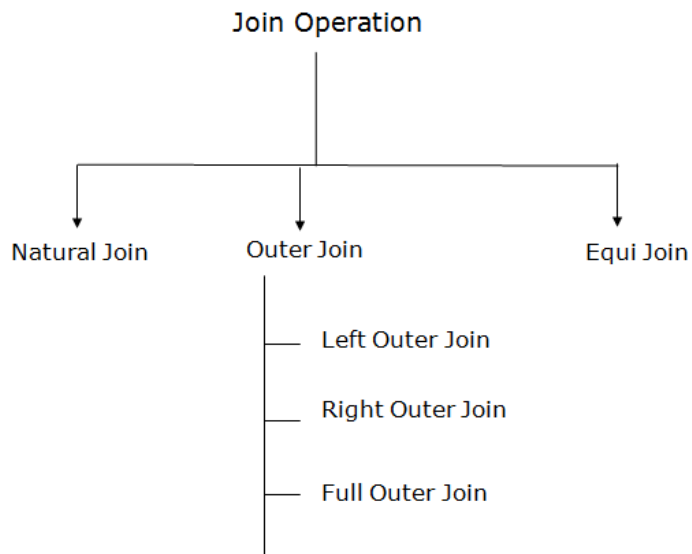 Join Operation
Natural Join
Outer Join
Equi Join
Left Outer Join
Right Outer Join
Full Outer Join